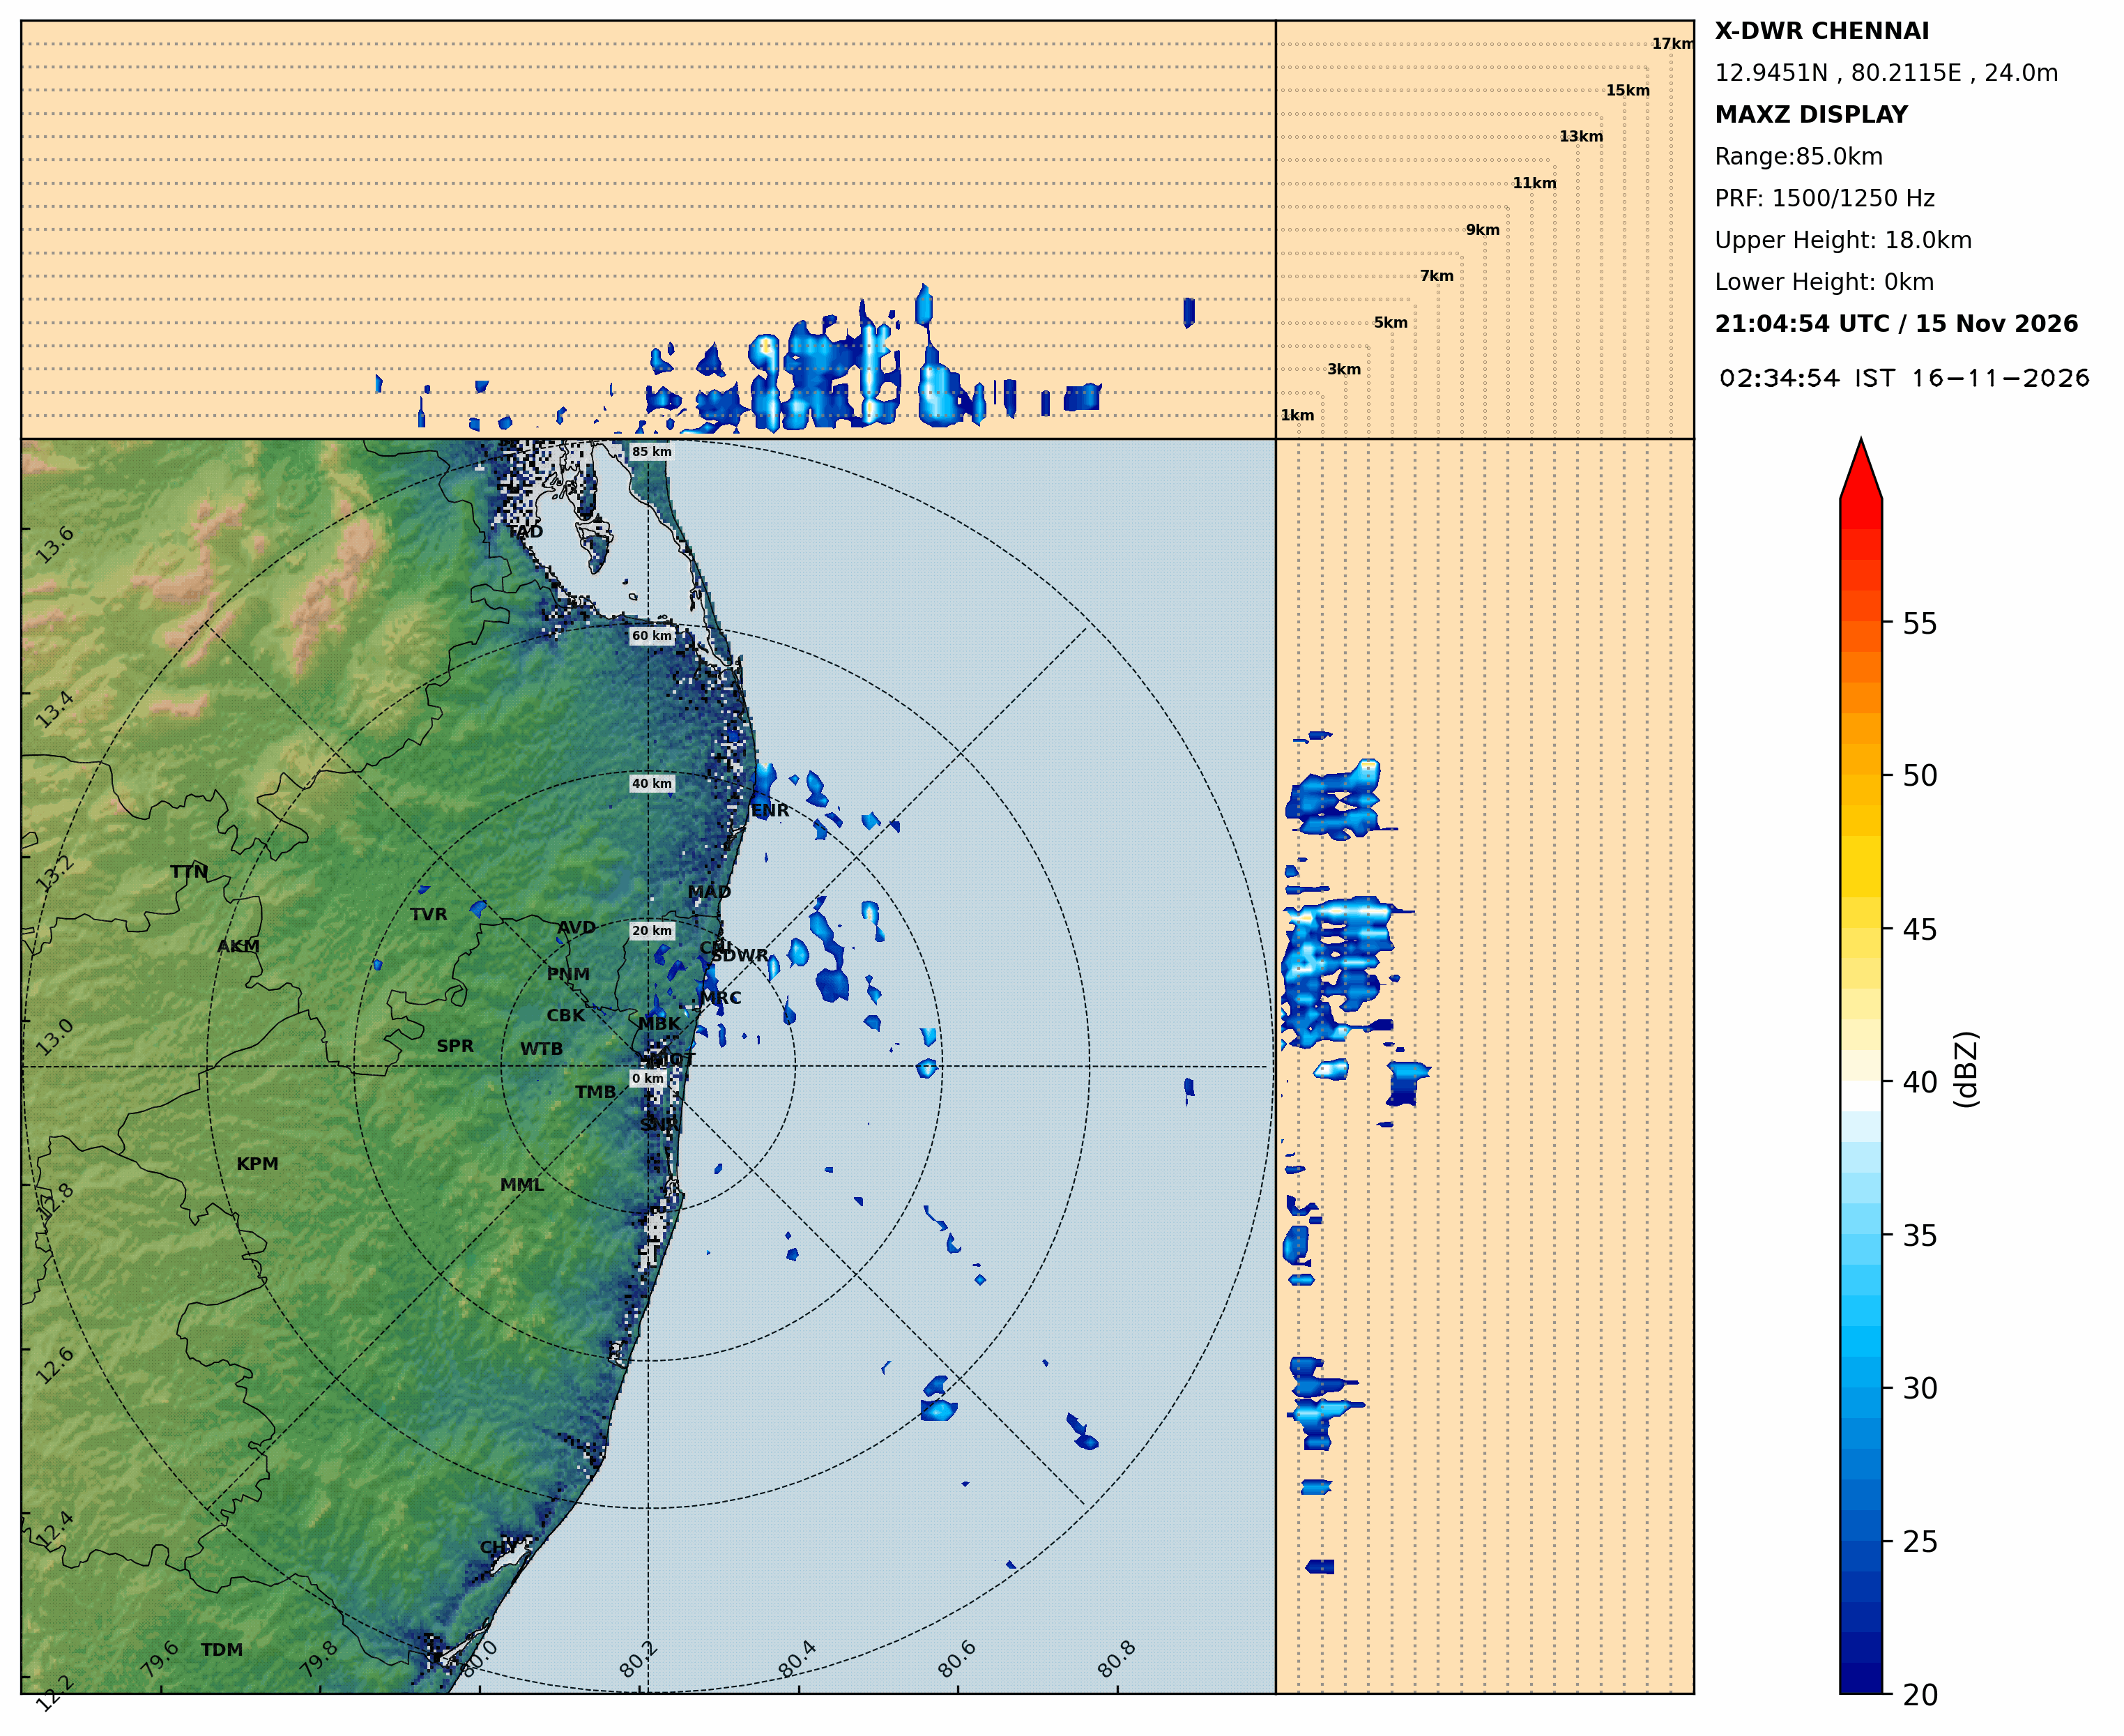 X-DWR CHENNAI
12.9451N , 80.2115E , 24.0m
MAXZ DISPLAY
Range:85.0km
PRF: 1500/1250 Hz
Upper Height: 18.0km
Lower Height: 0km
21:04:54 UTC / 15 Nov 2026
02:34:54 IST 16-11-2026
17km
15km
13km
11km
9km
7km
5km
3km
1km
85 km
TAD
13.6
60 km
13.4
40 km
ENR
13.2
TTN
MAD
TVR
AVD
20 km
AKM
CNI
SDWR
PNM
MRC
CBK
MBK
13.0
SPR
WTB
MIOT
0 km
TMB
SNR
KPM
MML
12.8
12.6
12.4
CHY
TDM
12.2
79.6
79.8
80.0
80.2
80.4
80.6
80.8
55
50
45
40
35
30
25
20
(dBZ)